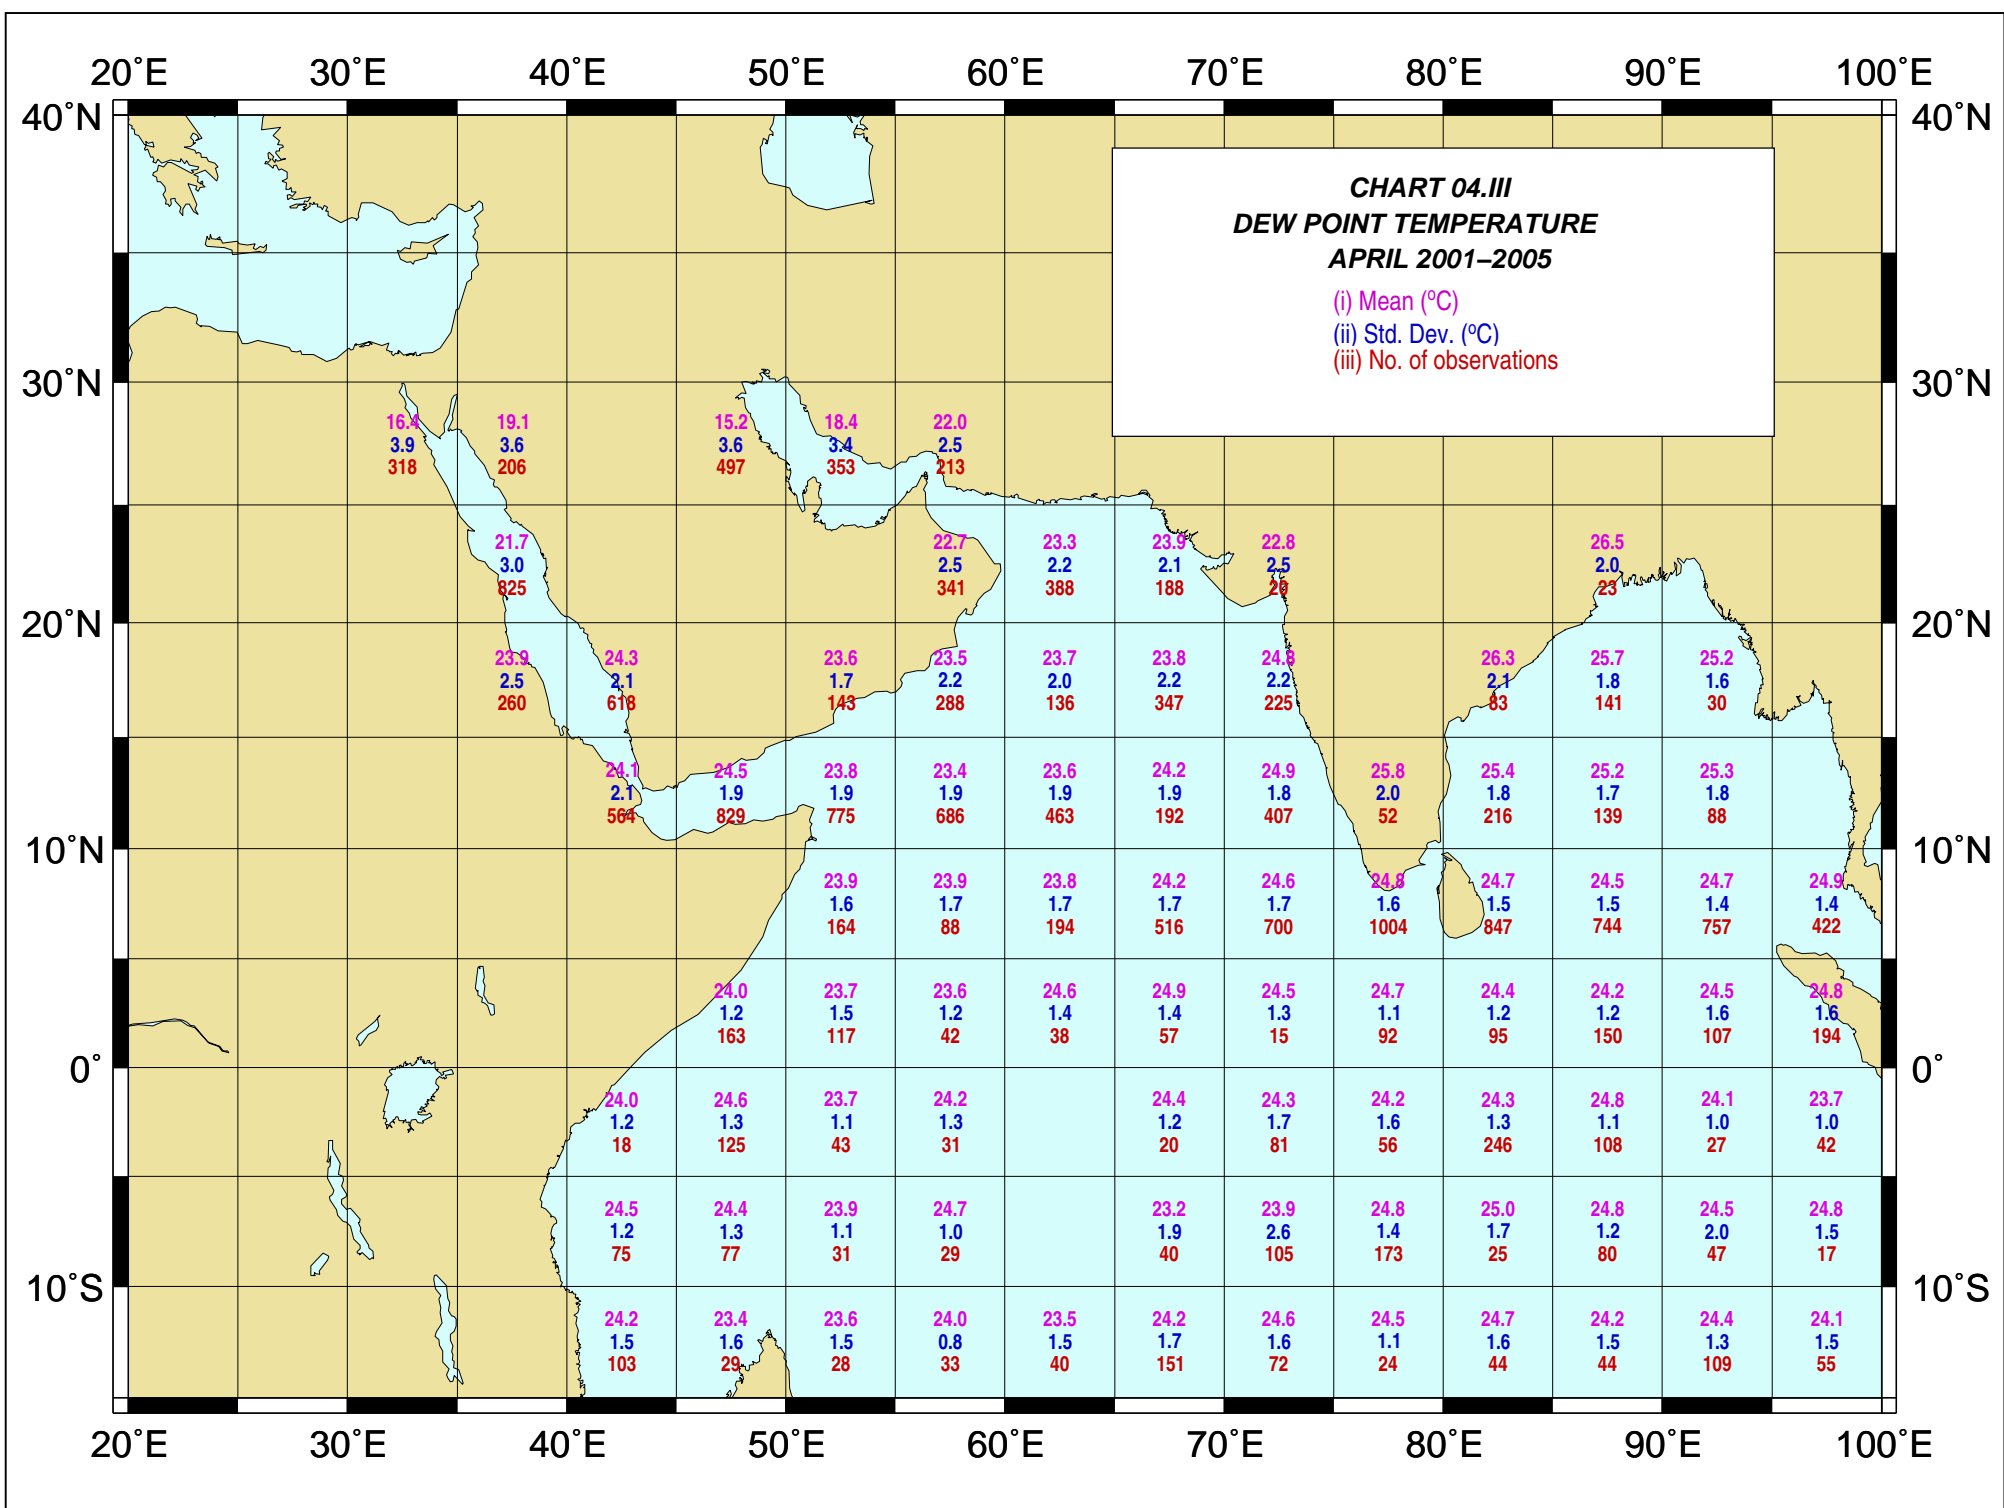 20˚E 30˚E 40˚E 50˚E 60˚E 70˚E 80˚E 90˚E 100˚E
40˚N 40˚N
CHART 04.III
DEW POINT TEMPERATURE
APRIL 2001–2005
(i) Mean (ºC)
(ii) Std. Dev. (ºC)
(iii) No. of observations
30˚N 30˚N
16.4 19.1 15.2 18.4 22.0
3.9 3.6 3.6 3.4 2.5
318 206 497 353 213
21.7 22.7 23.3 23.9 22.8 26.5
3.0 2.5 2.2 2.1 2.5 2.0
825 341 388 188 20 23
20˚N 20˚N
23.9 24.3 23.6 23.5 23.7 23.8 24.8 26.3 25.7 25.2
2.5 2.1 1.7 2.2 2.0 2.2 2.2 2.1 1.8 1.6
260 618 143 288 136 347 225 83 141 30
24.1 24.5 23.8 23.4 23.6 24.2 24.9 25.8 25.4 25.2 25.3
2.1 1.9 1.9 1.9 1.9 1.9 1.8 2.0 1.8 1.7 1.8
564 829 775 686 463 192 407 52 216 139 88
10˚N 10˚N
23.9 23.9 23.8 24.2 24.6 24.8 24.7 24.5 24.7 24.9
1.6 1.7 1.7 1.7 1.7 1.6 1.5 1.5 1.4 1.4
164 88 194 516 700 1004 847 744 757 422
24.0 23.7 23.6 24.6 24.9 24.5 24.7 24.4 24.2 24.5 24.8
1.2 1.5 1.2 1.4 1.4 1.3 1.1 1.2 1.2 1.6 1.6
163 117 42 38 57 15 92 95 150 107 194
0˚ 0˚
24.0 24.6 23.7 24.2 24.4 24.3 24.2 24.3 24.8 24.1 23.7
1.2 1.3 1.1 1.3 1.2 1.7 1.6 1.3 1.1 1.0 1.0
18 125 43 31 20 81 56 246 108 27 42
24.5 24.4 23.9 24.7 23.2 23.9 24.8 25.0 24.8 24.5 24.8
1.2 1.3 1.1 1.0 1.9 2.6 1.4 1.7 1.2 2.0 1.5
75 77 31 29 40 105 173 25 80 47 17
10˚S 10˚S
24.2 23.4 23.6 24.0 23.5 24.2 24.6 24.5 24.7 24.2 24.4 24.1
1.5 1.6 1.5 0.8 1.5 1.7 1.6 1.1 1.6 1.5 1.3 1.5
103 29 28 33 40 151 72 24 44 44 109 55
20˚E 30˚E 40˚E 50˚E 60˚E 70˚E 80˚E 90˚E 100˚E